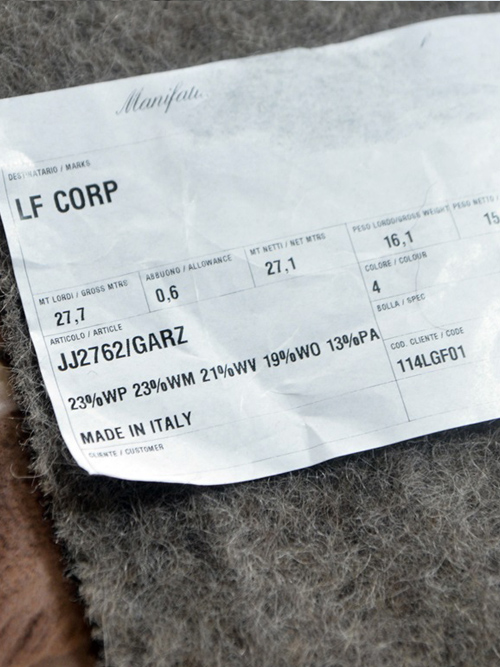 DESTINATARIO / MARKS
LF CORP
MT LORDI / GROSS MTRS
27,7
ABBUONO / ALLOWANCE
0,6
MT NETTI / NET MTRS
27,1
PESO LORDO/GROSS WEIGHT
16,1
PESO NETTO /
15,
COLORE / COLOUR
4
BOLLA / SPEC
ARTICOLO / ARTICLE
JJ2762/GARZ
23%WP 23%WM 21%WV 19%WO 13%PA
COD. CLIENTE / CODE
114LGF01
MADE IN ITALY
CLIENTE / CUSTOMER